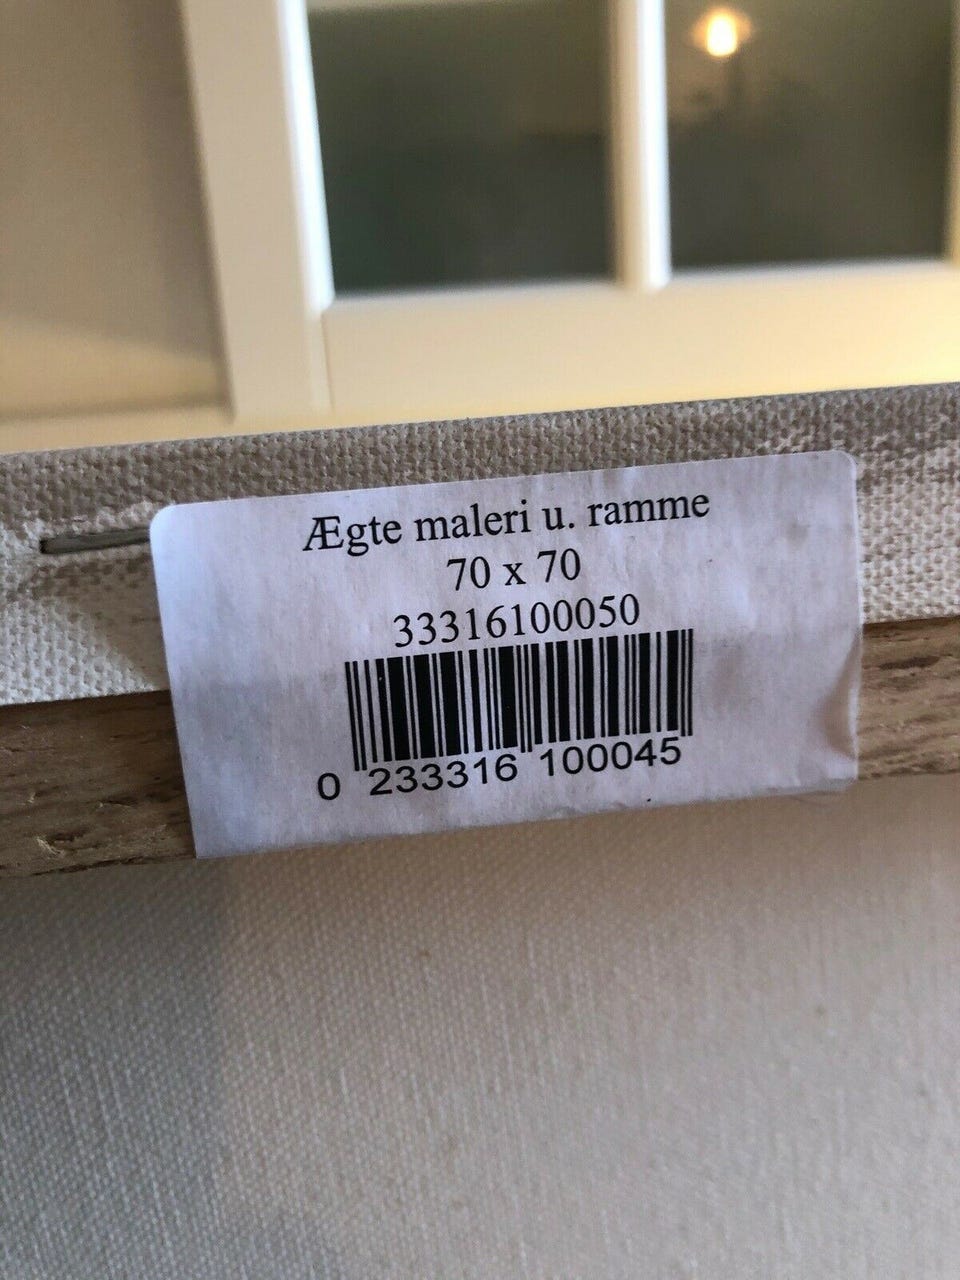 Ægte maleri u. ramme
70 x 70
33316100050
0 233316 100045